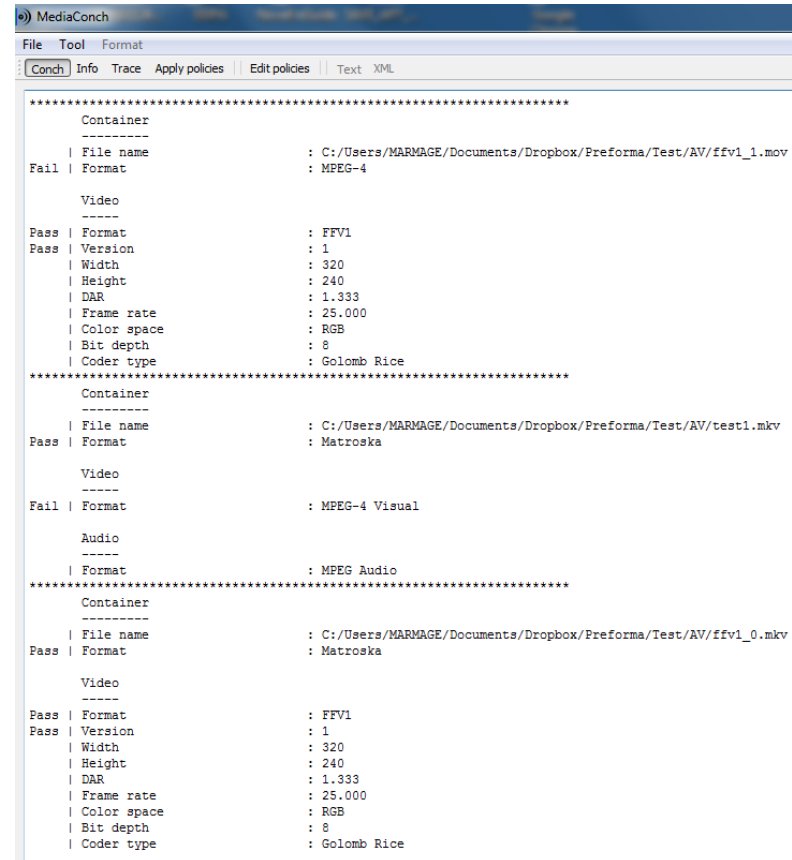 MediaConch
File Tool Format
Conch Info Trace Apply policies Edit policies Text XML
************************************************************************
Container
---------
| File name : C:/Users/MARMAGE/Documents/Dropbox/Preforma/Test/AV/ffv1_1.mov
Fail | Format : MPEG-4
Video
-----
Pass | Format : FFV1
Pass | Version : 1
| Width : 320
| Height : 240
| DAR : 1.333
| Frame rate : 25.000
| Color space : RGB
| Bit depth : 8
| Coder type : Golomb Rice
************************************************************************
Container
---------
| File name : C:/Users/MARMAGE/Documents/Dropbox/Preforma/Test/AV/test1.mkv
Pass | Format : Matroska
Video
-----
Fail | Format : MPEG-4 Visual
Audio
-----
| Format : MPEG Audio
************************************************************************
Container
---------
| File name : C:/Users/MARMAGE/Documents/Dropbox/Preforma/Test/AV/ffv1_0.mkv
Pass | Format : Matroska
Video
-----
Pass | Format : FFV1
Pass | Version : 1
| Width : 320
| Height : 240
| DAR : 1.333
| Frame rate : 25.000
| Color space : RGB
| Bit depth : 8
| Coder type : Golomb Rice